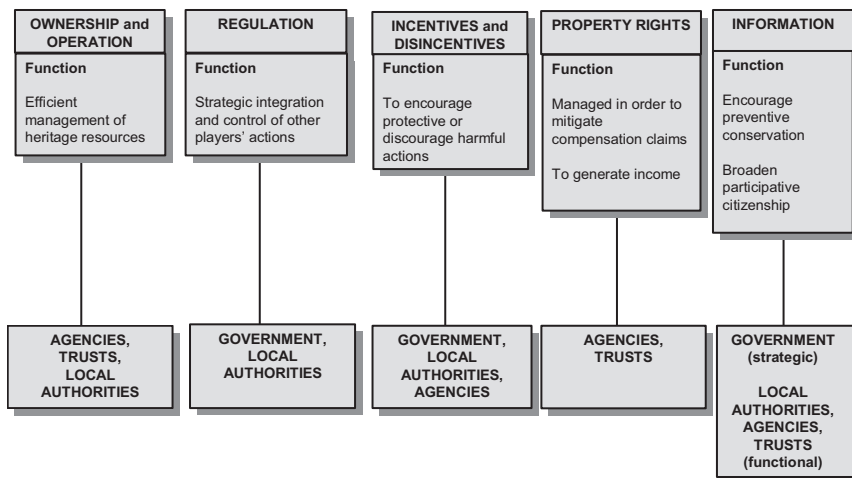 OWNERSHIP and
OPERATION
Function
Efficient
management of
heritage resources
AGENCIES,
TRUSTS,
LOCAL
AUTHORITIES
REGULATION
Function
Strategic integration
and control of other
players' actions
GOVERNMENT,
LOCAL
AUTHORITIES
INCENTIVES and
DISINCENTIVES
Function
To encourage
protective or
discourage harmful
actions
GOVERNMENT,
LOCAL
AUTHORITIES,
AGENCIES
PROPERTY RIGHTS
Function
Managed in order to
mitigate
compensation claims
To generate income
AGENCIES,
TRUSTS
INFORMATION
Function
Encourage
preventive
conservation
Broaden
participative
citizenship
GOVERNMENT
(strategic)
LOCAL
AUTHORITIES,
AGENCIES,
TRUSTS
(functional)